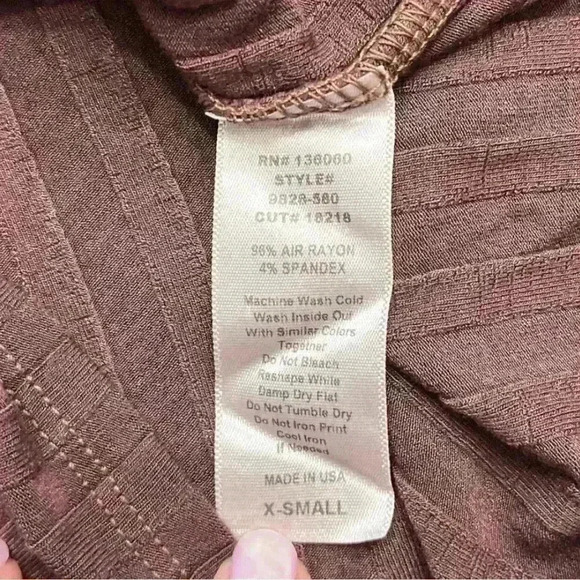 RN# 136060
STYLE#
9828-560
CUT# 18218
96% AIR RAYON
4% SPANDEX
Machine Wash Cold
Wash Inside Out
With Similar Colors
Together
Do Not Bleach
Reshape While
Damp Dry Flat
Do Not Tumble Dry
Do Not Iron Print
Cool Iron
If Needed
MADE IN USA
X-SMALL